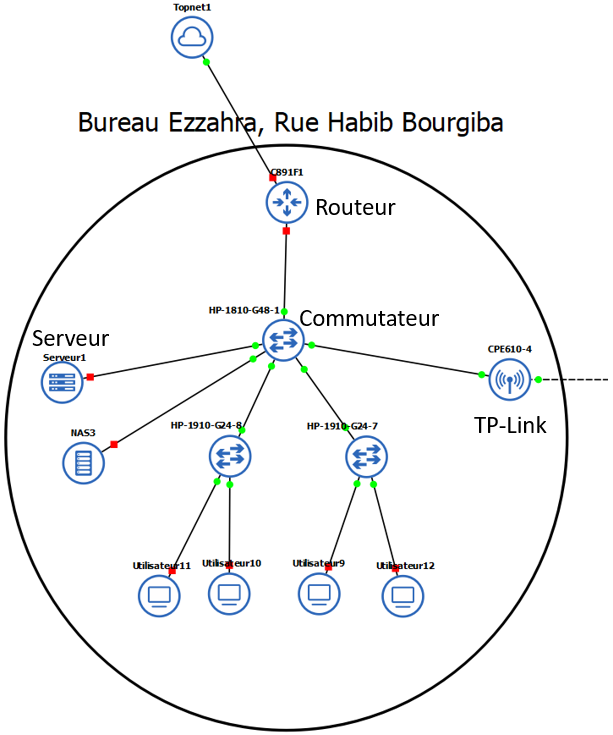 Topnet1
Bureau Ezzahra, Rue Habib Bourgiba
C891F1
Routeur
HP-1810-G48-1
Commutateur
Serveur
Serveur1
CPE610-4
TP-Link
NAS3
HP-1910-G24-8
HP-1910-G24-7
Utilisateur11
Utilisateur10
Utilisateur9
Utilisateur12